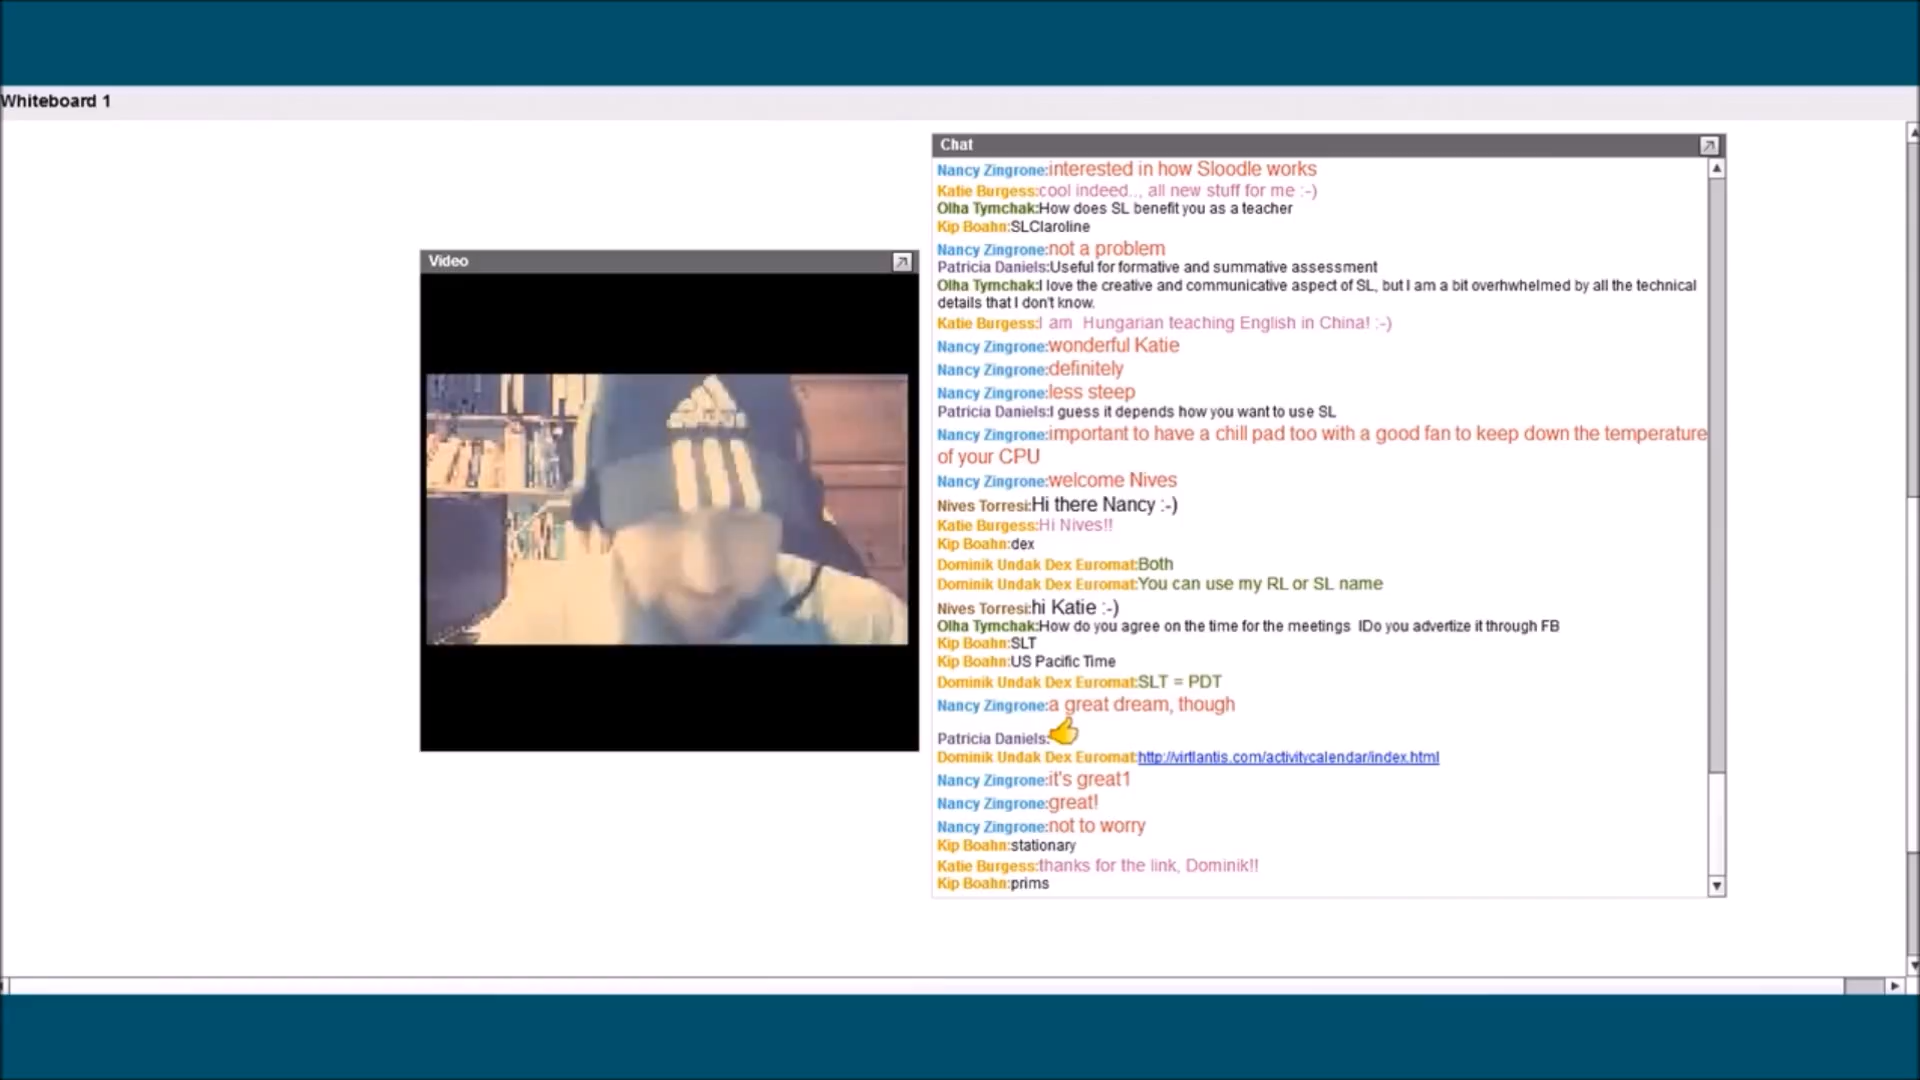 Whiteboard 1
Chat
Nancy Zingrone:interested in how Sloodle works
Katie Burgess:cool indeed.., all new stuff for me :-)
Olha Tymchak:How does SL benefit you as a teacher
Kip Boahn:SLClaroline
Nancy Zingrone:not a problem
Patricia Daniels:Useful for formative and summative assessment
Olha Tymchak:I love the creative and communicative aspect of SL, but I am a bit overhwhelmed by all the technical
details that I don't know.
Katie Burgess:I am  Hungarian teaching English in China! :-)
Nancy Zingrone:wonderful Katie
Nancy Zingrone:definitely
Nancy Zingrone:less steep
Patricia Daniels:I guess it depends how you want to use SL
Nancy Zingrone:important to have a chill pad too with a good fan to keep down the temperature
of your CPU
Nancy Zingrone:welcome Nives
Nives Torresi:Hi there Nancy :-)
Katie Burgess:Hi Nives!!
Kip Boahn:dex
Dominik Undak Dex Euromat:Both
Dominik Undak Dex Euromat:You can use my RL or SL name
Nives Torresi:hi Katie :-)
Olha Tymchak:How do you agree on the time for the meetings  IDo you advertize it through FB
Kip Boahn:SLT
Kip Boahn:US Pacific Time
Dominik Undak Dex Euromat:SLT = PDT
Nancy Zingrone:a great dream, though
Patricia Daniels:
Dominik Undak Dex Euromat:http://virtlantis.com/activitycalendar/index.html
Nancy Zingrone:it's great1
Nancy Zingrone:great!
Nancy Zingrone:not to worry
Kip Boahn:stationary
Katie Burgess:thanks for the link, Dominik!!
Kip Boahn:prims
Video
adidas